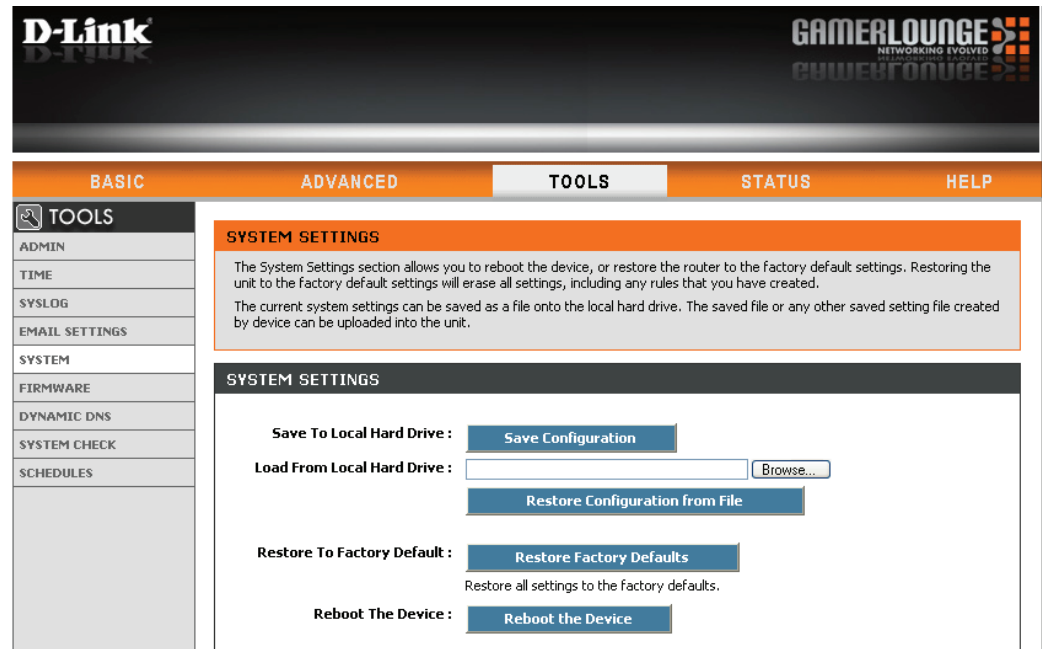 D-Link
GAMERLOUNGE
NETWORKING EVOLVED
BASIC
ADVANCED
TOOLS
STATUS
HELP
TOOLS
ADMIN
TIME
SYSLOG
EMAIL SETTINGS
SYSTEM
FIRMWARE
DYNAMIC DNS
SYSTEM CHECK
SCHEDULES
SYSTEM SETTINGS
The System Settings section allows you to reboot the device, or restore the router to the factory default settings. Restoring the
unit to the factory default settings will erase all settings, including any rules that you have created.
The current system settings can be saved as a file onto the local hard drive. The saved file or any other saved setting file created
by device can be uploaded into the unit.
SYSTEM SETTINGS
Save To Local Hard Drive :
Save Configuration
Load From Local Hard Drive :
Browse...
Restore Configuration from File
Restore To Factory Default :
Restore Factory Defaults
Restore all settings to the factory defaults.
Reboot The Device :
Reboot the Device